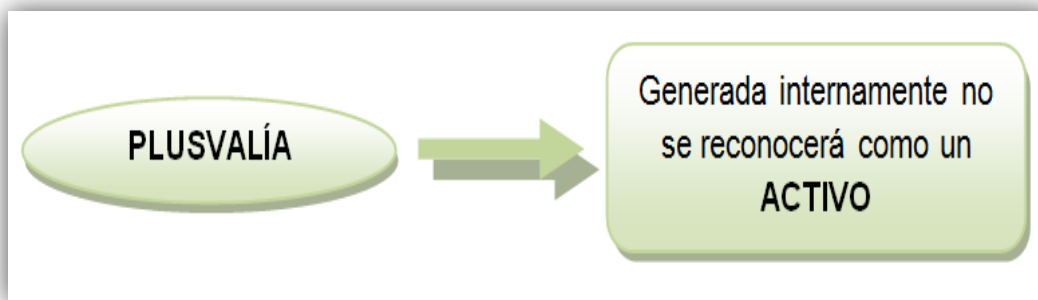 PLUSVALÍA
Generada internamente no
se reconocerá como un
ACTIVO